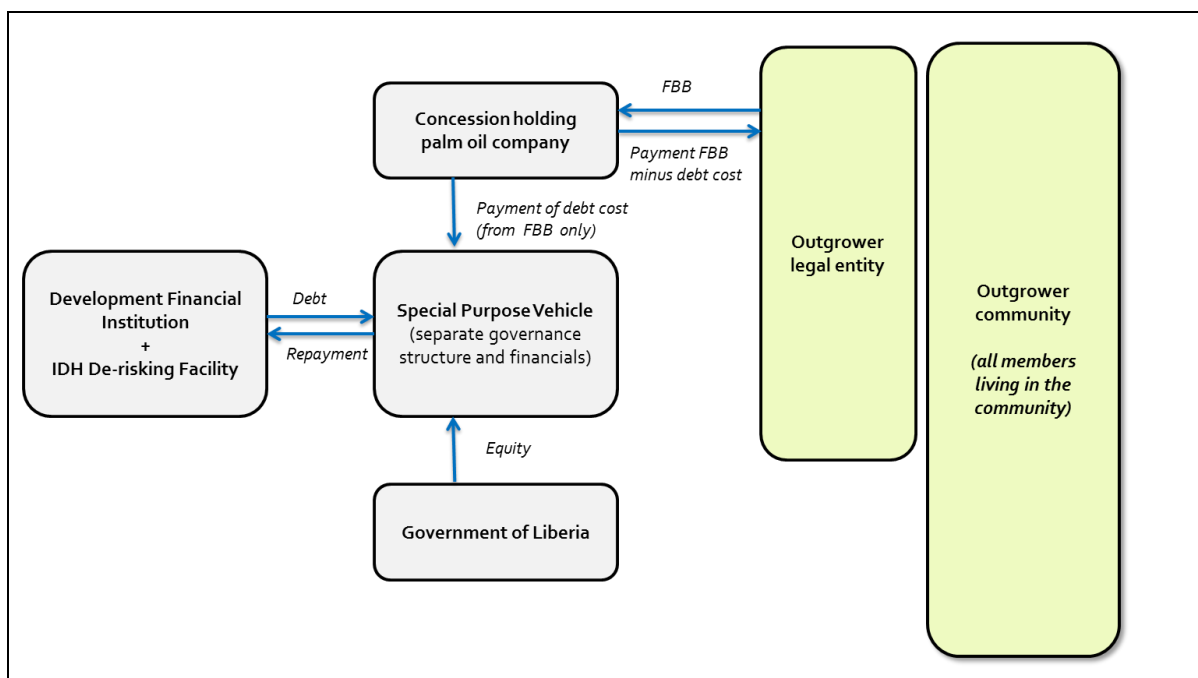 Concession holding
palm oil company
FBB
Payment FBB
minus debt cost
Payment of debt cost
(from FBB only)
Development Financial
Institution
+
IDH De-risking Facility
Debt
Repayment
Special Purpose Vehicle
(separate governance
structure and financials)
Equity
Government of Liberia
Outgrower
legal entity
Outgrower
community
(all members
living in the
community)